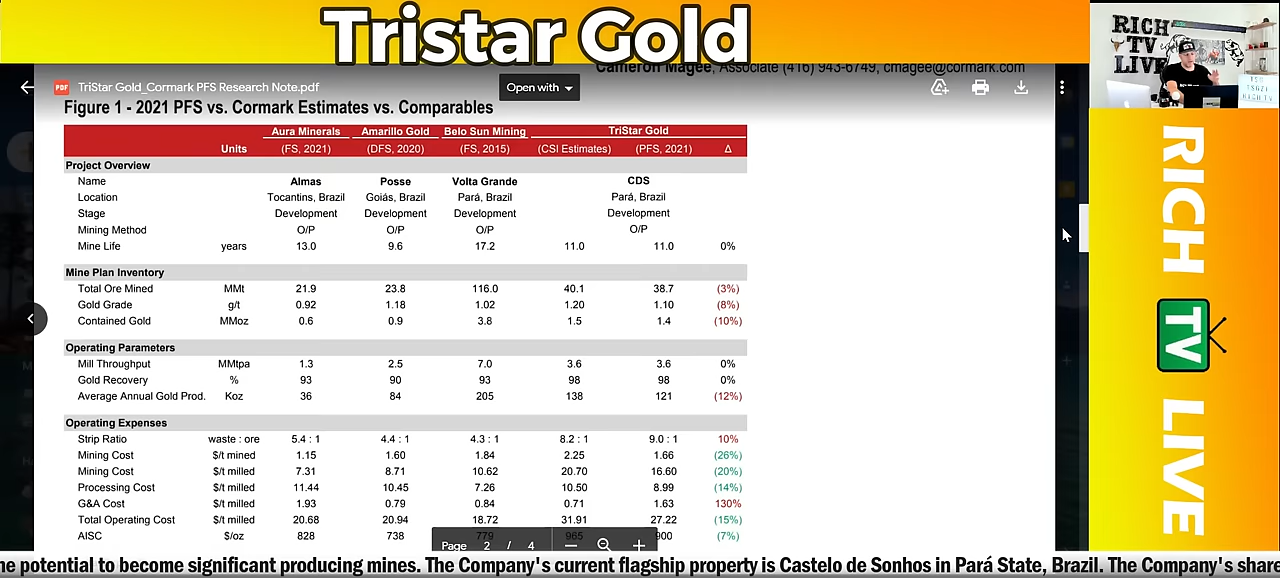 Tristar Gold
RICH
TV
LIVE
Cameron Magee, Associate (416) 943-6749, cmagee@cormark.com
PDF TriStar Gold_Cormark PFS Research Note.pdf
Open with
Figure 1 - 2021 PFS vs. Cormark Estimates vs. Comparables
Aura Minerals Amarillo Gold Belo Sun Mining TriStar Gold
Units (FS, 2021) (DFS, 2020) (FS, 2015) (CSI Estimates) (PFS, 2021) Δ
Project Overview
Name Almas Posse Volta Grande CDS
Location Tocantins, Brazil Goiás, Brazil Pará, Brazil Pará, Brazil
Stage Development Development Development Development
Mining Method O/P O/P O/P O/P
Mine Life years 13.0 9.6 17.2 11.0 11.0 0%
Mine Plan Inventory
Total Ore Mined MMt 21.9 23.8 116.0 40.1 38.7 (3%)
Gold Grade g/t 0.92 1.18 1.02 1.20 1.10 (8%)
Contained Gold MMoz 0.6 0.9 3.8 1.5 1.4 (10%)
Operating Parameters
Mill Throughput MMtpa 1.3 2.5 7.0 3.6 3.6 0%
Gold Recovery % 93 90 93 98 98 0%
Average Annual Gold Prod. Koz 36 84 205 138 121 (12%)
Operating Expenses
Strip Ratio waste : ore 5.4 : 1 4.4 : 1 4.3 : 1 8.2 : 1 9.0 : 1 10%
Mining Cost $/t mined 1.15 1.60 1.84 2.25 1.66 (26%)
Mining Cost $/t milled 7.31 8.71 10.62 20.70 16.60 (20%)
Processing Cost $/t milled 11.44 10.45 7.26 10.50 8.99 (14%)
G&A Cost $/t milled 1.93 0.79 0.84 0.71 1.63 130%
Total Operating Cost $/t milled 20.68 20.94 18.72 31.91 27.22 (15%)
AISC $/oz 828 738 779 965 900 (7%)
Page 2 / 4
RICH TV LIVE
he potential to become significant producing mines. The Company's current flagship property is Castelo de Sonhos in Pará State, Brazil. The Company's share